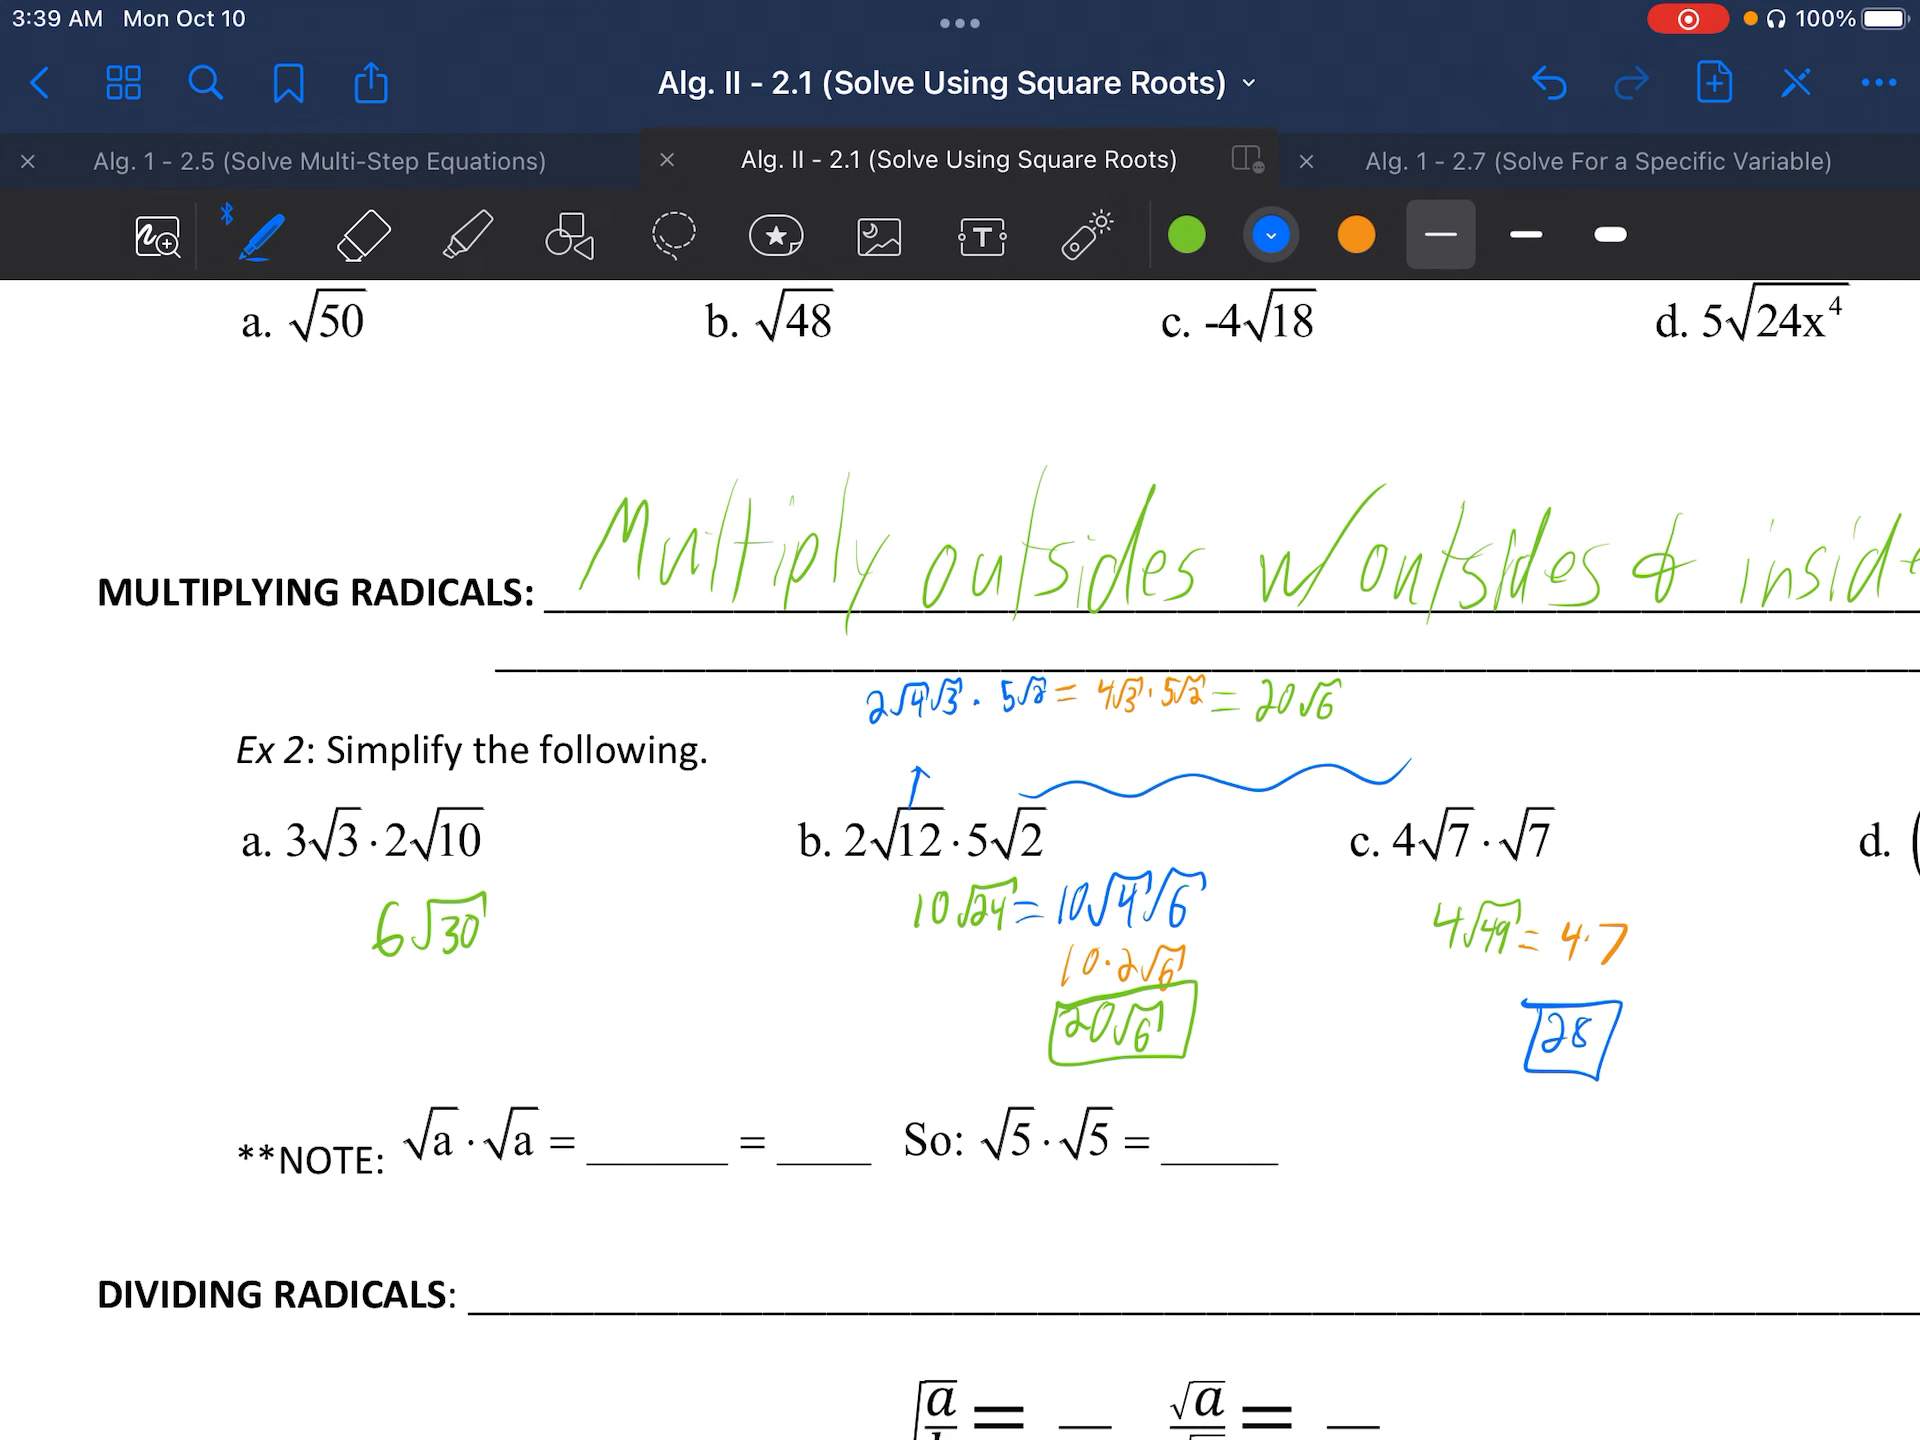 3:39 AM Mon Oct 10
100%
Alg. II - 2.1 (Solve Using Square Roots)
Alg. 1 - 2.5 (Solve Multi-Step Equations)
Alg. II - 2.1 (Solve Using Square Roots)
Alg. 1 - 2.7 (Solve For a Specific Variable)
a. √50 b. √48 c. -4√18 d. 5√24x⁴
MULTIPLYING RADICALS: Multiply outsides w/ outsides & insid
2√4√3 · 5√2 = 4√3 · 5√2 = 20√6
Ex 2: Simplify the following.
a. 3√3 · 2√10 b. 2√12 · 5√2 c. 4√7 · √7 d. (
6√30 10√24 = 10√4√6 4√49 = 4·7
10·2√6
20√6 28
**NOTE: √a · √a = ______ = ____ So: √5 · √5 = _____
DIVIDING RADICALS: ______
√a = _ √a = _